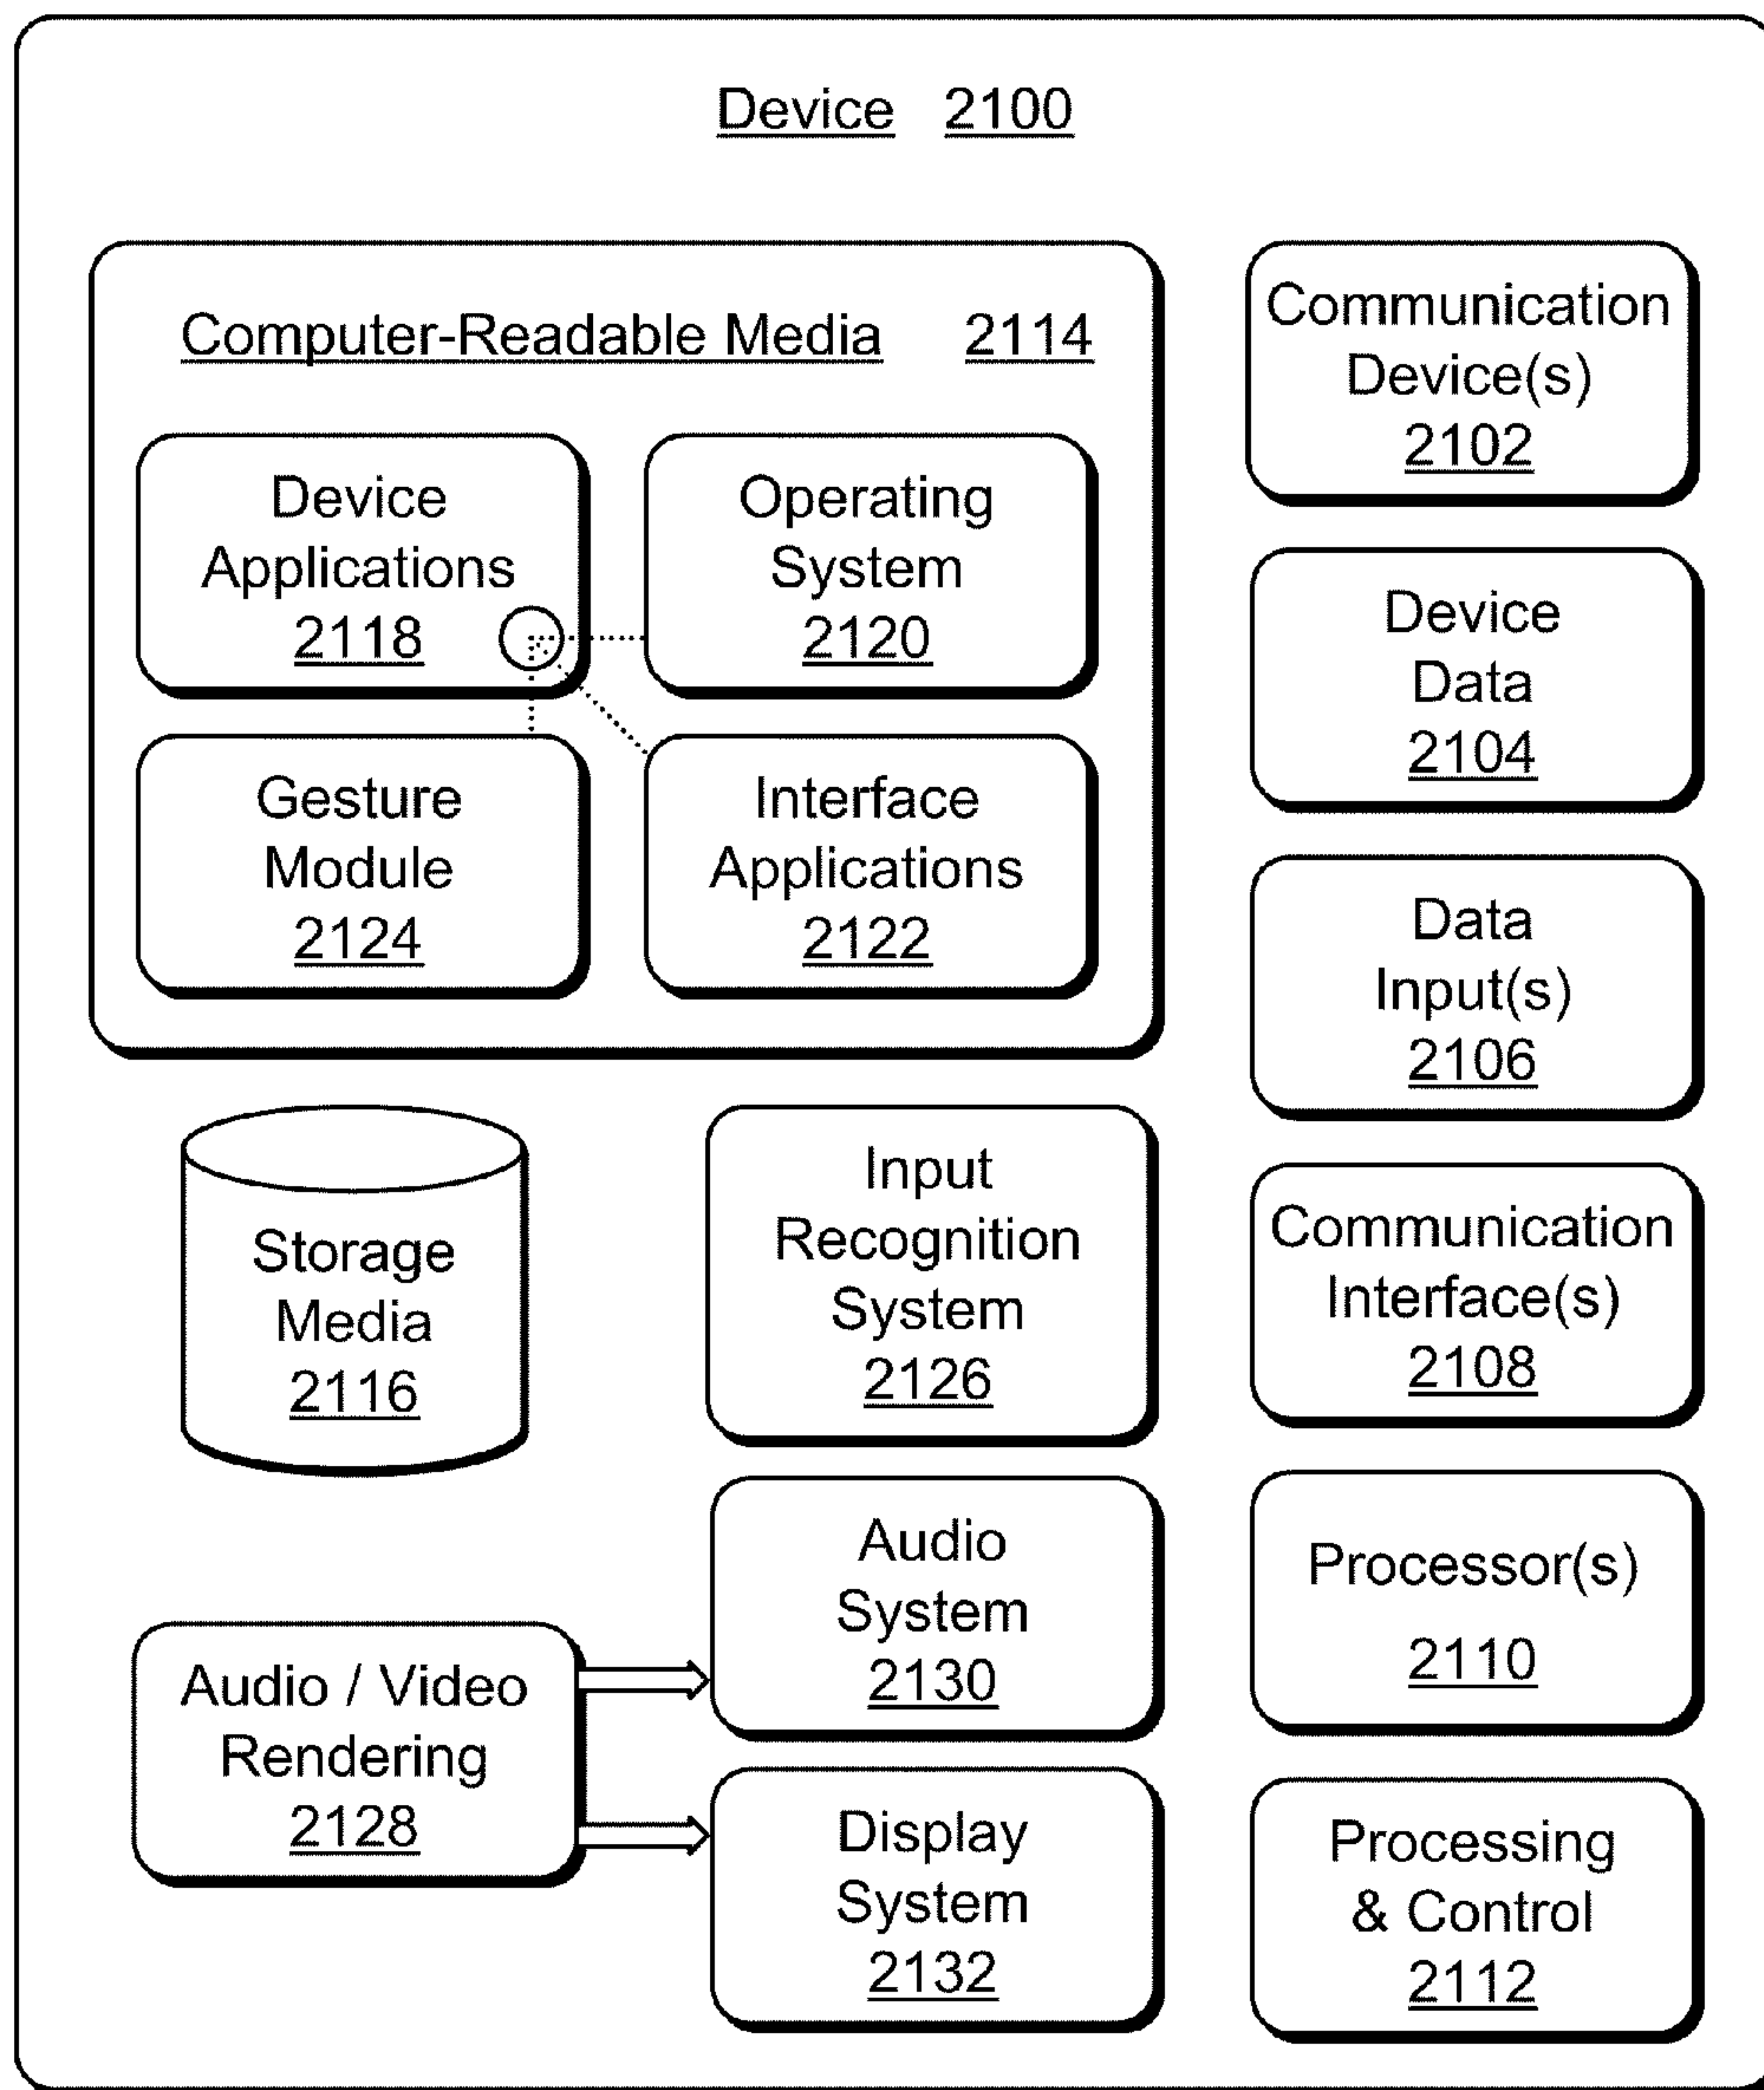 Device 2100
Computer-Readable Media 2114
Device
Applications
2118
Operating
System
2120
Gesture
Module
2124
Interface
Applications
2122
Storage
Media
2116
Input
Recognition
System
2126
Audio / Video
Rendering
2128
Audio
System
2130
Display
System
2132
Communication
Device(s)
2102
Device
Data
2104
Data
Input(s)
2106
Communication
Interface(s)
2108
Processor(s)
2110
Processing
& Control
2112